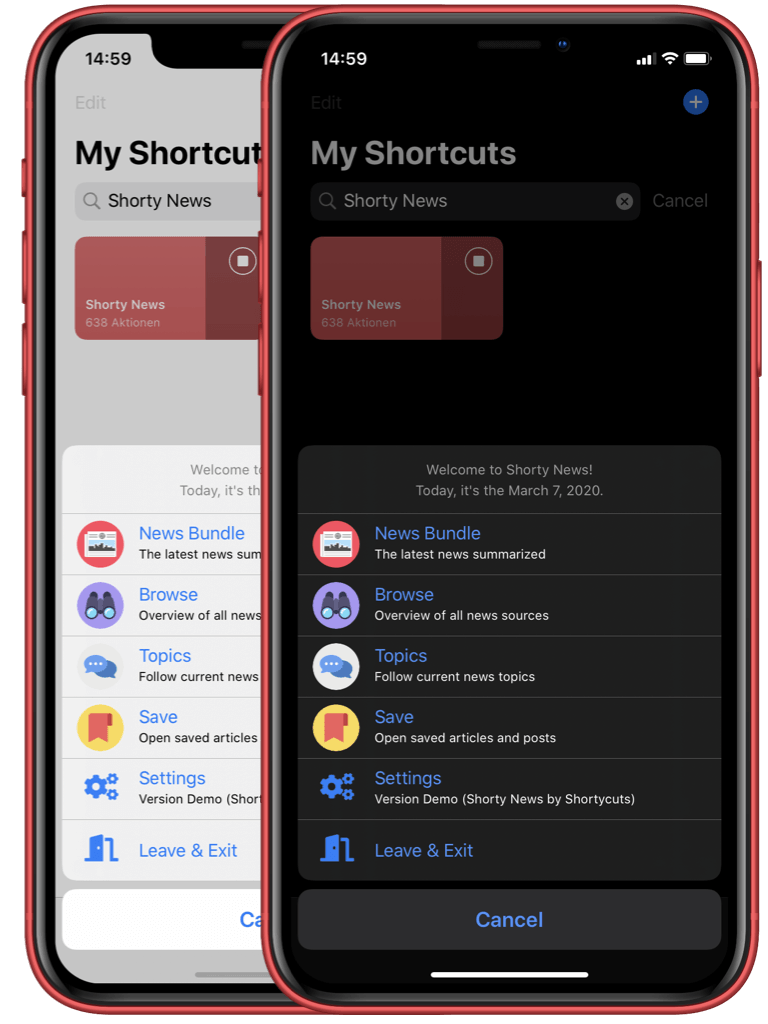 14:59
Edit
My Shortcut
Shorty News
Shorty News
638 Aktionen
Welcome to
Today, it's th
News Bundle
The latest news sum
Browse
Overview of all news
Topics
Follow current news
Save
Open saved articles
Settings
Version Demo (Short
Leave & Exit
Ca
14:59
Edit
My Shortcuts
Shorty News
Cancel
Shorty News
638 Aktionen
Welcome to Shorty News!
Today, it's the March 7, 2020.
News Bundle
The latest news summarized
Browse
Overview of all news sources
Topics
Follow current news topics
Save
Open saved articles and posts
Settings
Version Demo (Shorty News by Shortycuts)
Leave & Exit
Cancel